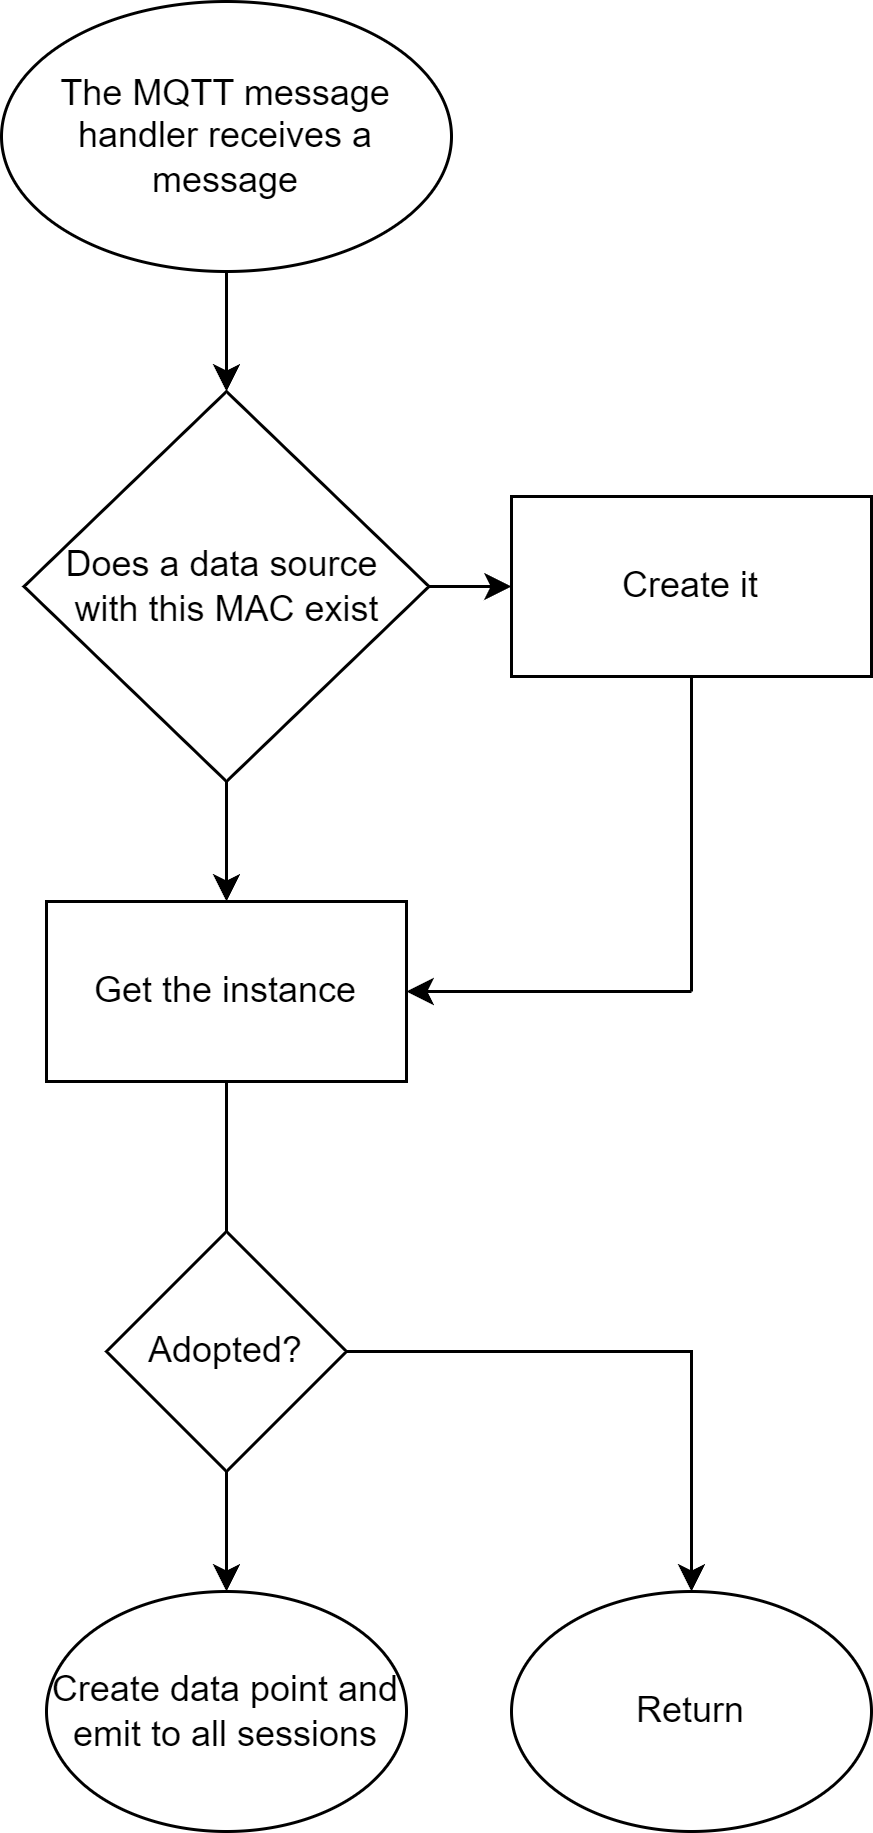 The MQTT message
handler receives a
message
Does a data source
with this MAC exist
Create it
Get the instance
Adopted?
Create data point and
emit to all sessions
Return